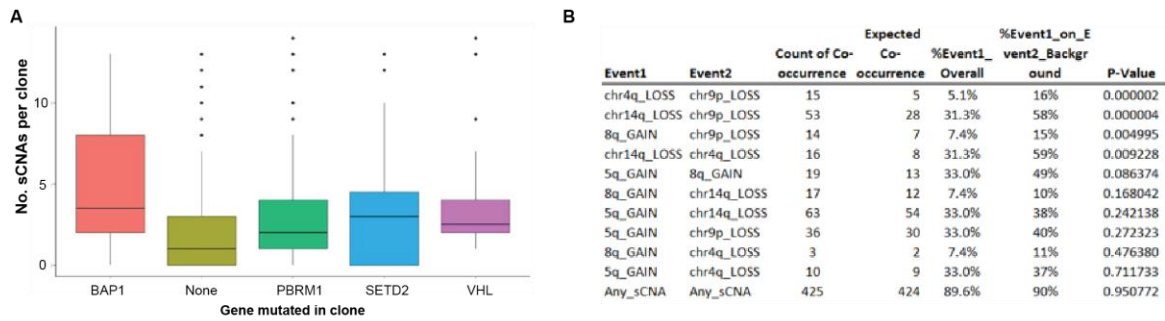 A
No. sCNAs per clone
10
5
0
BAP1 None PBRM1 SETD2 VHL
Gene mutated in clone
B
Event1 Event2 Count of Co-occurrence Expected Co-occurrence %Event1_Overall %Event1_on_Event2_Background P-Value
chr4q_LOSS chr9p_LOSS 15 5 5.1% 16% 0.000002
chr14q_LOSS chr9p_LOSS 53 28 31.3% 58% 0.000004
8q_GAIN chr9p_LOSS 14 7 7.4% 15% 0.004995
chr14q_LOSS chr4q_LOSS 16 8 31.3% 59% 0.009228
5q_GAIN 8q_GAIN 19 13 33.0% 49% 0.086374
8q_GAIN chr14q_LOSS 17 12 7.4% 10% 0.168042
5q_GAIN chr14q_LOSS 63 54 33.0% 38% 0.242138
5q_GAIN chr9p_LOSS 36 30 33.0% 40% 0.272323
8q_GAIN chr4q_LOSS 3 2 7.4% 11% 0.476380
5q_GAIN chr4q_LOSS 10 9 33.0% 37% 0.711733
Any_sCNA Any_sCNA 425 424 89.6% 90% 0.950772